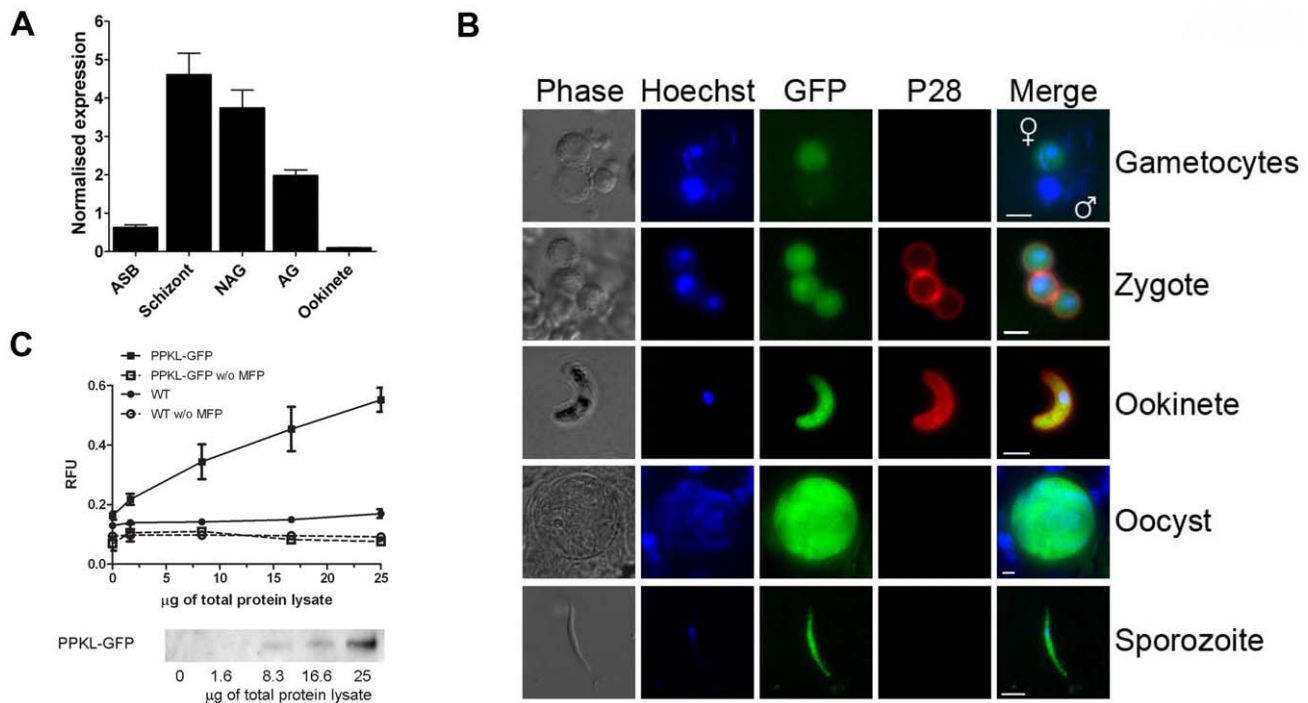 A
Normalised expression
6
5
4
3
2
1
0
ASB
Schizont
NAG
AG
Ookinete
B
Phase Hoechst GFP P28 Merge
♀
♂
Gametocytes
Zygote
Ookinete
Oocyst
Sporozoite
C
PPKL-GFP
PPKL-GFP w/o MFP
WT
WT w/o MFP
RFU
0.6
0.4
0.2
0.0
0 5 10 15 20 25
µg of total protein lysate
PPKL-GFP
0 1.6 8.3 16.6 25
µg of total protein lysate